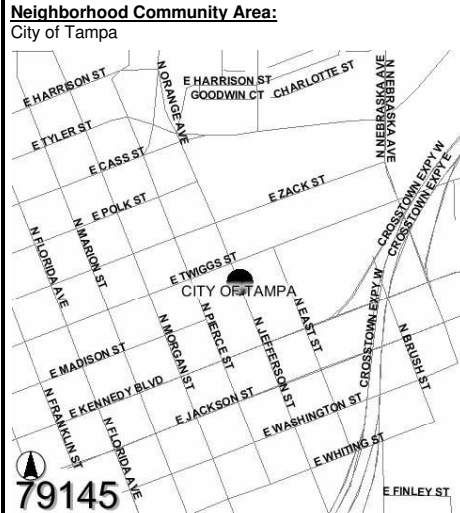 Neighborhood Community Area:
City of Tampa
E HARRISON ST
N ORANGE AVE
E HARRISON ST
GOODWIN CT
CHARLOTTE ST
N NEBRASKA AVE
N NEBRASKA AVE
E TYLER ST
E CASS ST
CROSSTOWN EXPY W
CROSSTOWN EXPY E
E POLK ST
E ZACK ST
N FLORIDA AVE
N MARION ST
E TWIGGS ST
CITY OF TAMPA
N MORGAN ST
N PIERCE ST
N JEFFERSON ST
N EAST ST
CROSSTOWN EXPY W
N BRUSH ST
E MADISON ST
E KENNEDY BLVD
E JACKSON ST
E WASHINGTON ST
N FRANKLIN ST
N FLORIDA AVE
E WHITING ST
E FINLEY ST
79145